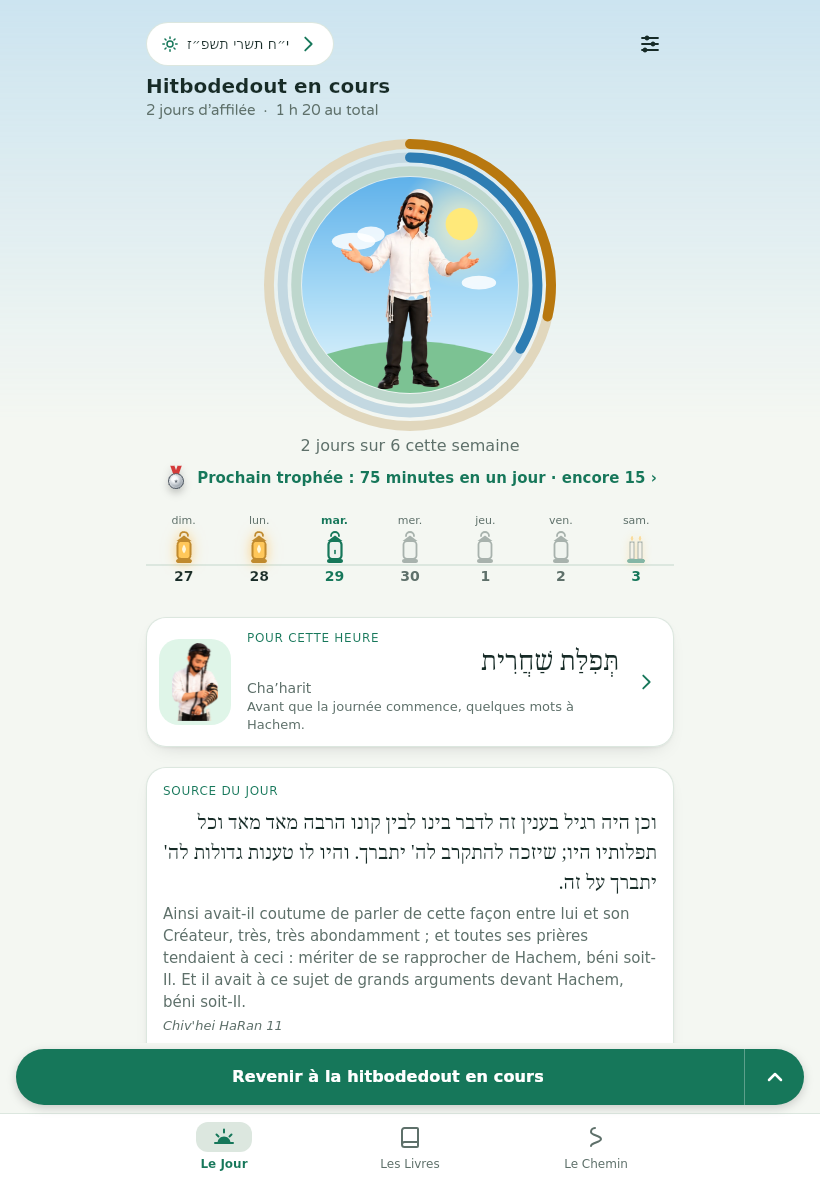 י״ח תשרי תשפ״ז
Hitbodedout en cours
2 jours d'affilée · 1 h 20 au total
2 jours sur 6 cette semaine
Prochain trophée : 75 minutes en un jour · encore 15 ›
dim. lun. mar. mer. jeu. ven. sam.
27 28 29 30 1 2 3
POUR CETTE HEURE
תְּפִלַּת שַׁחֲרִית
Cha’harit
Avant que la journée commence, quelques mots à
Hachem.
SOURCE DU JOUR
וכן היה רגיל בענין זה לדבר בינו לבין קונו הרבה מאד מאד וכל
תפלותיו היו; שיזכה להתקרב לה' יתברך. והיו לו טענות גדולות לה'
יתברך על זה.
Ainsi avait-il coutume de parler de cette façon entre lui et son
Créateur, très, très abondamment ; et toutes ses prières
tendaient à ceci : mériter de se rapprocher de Hachem, béni soit-
Il. Et il avait à ce sujet de grands arguments devant Hachem,
béni soit-Il.
Chiv'hei HaRan 11
Revenir à la hitbodedout en cours
Le Jour Les Livres Le Chemin